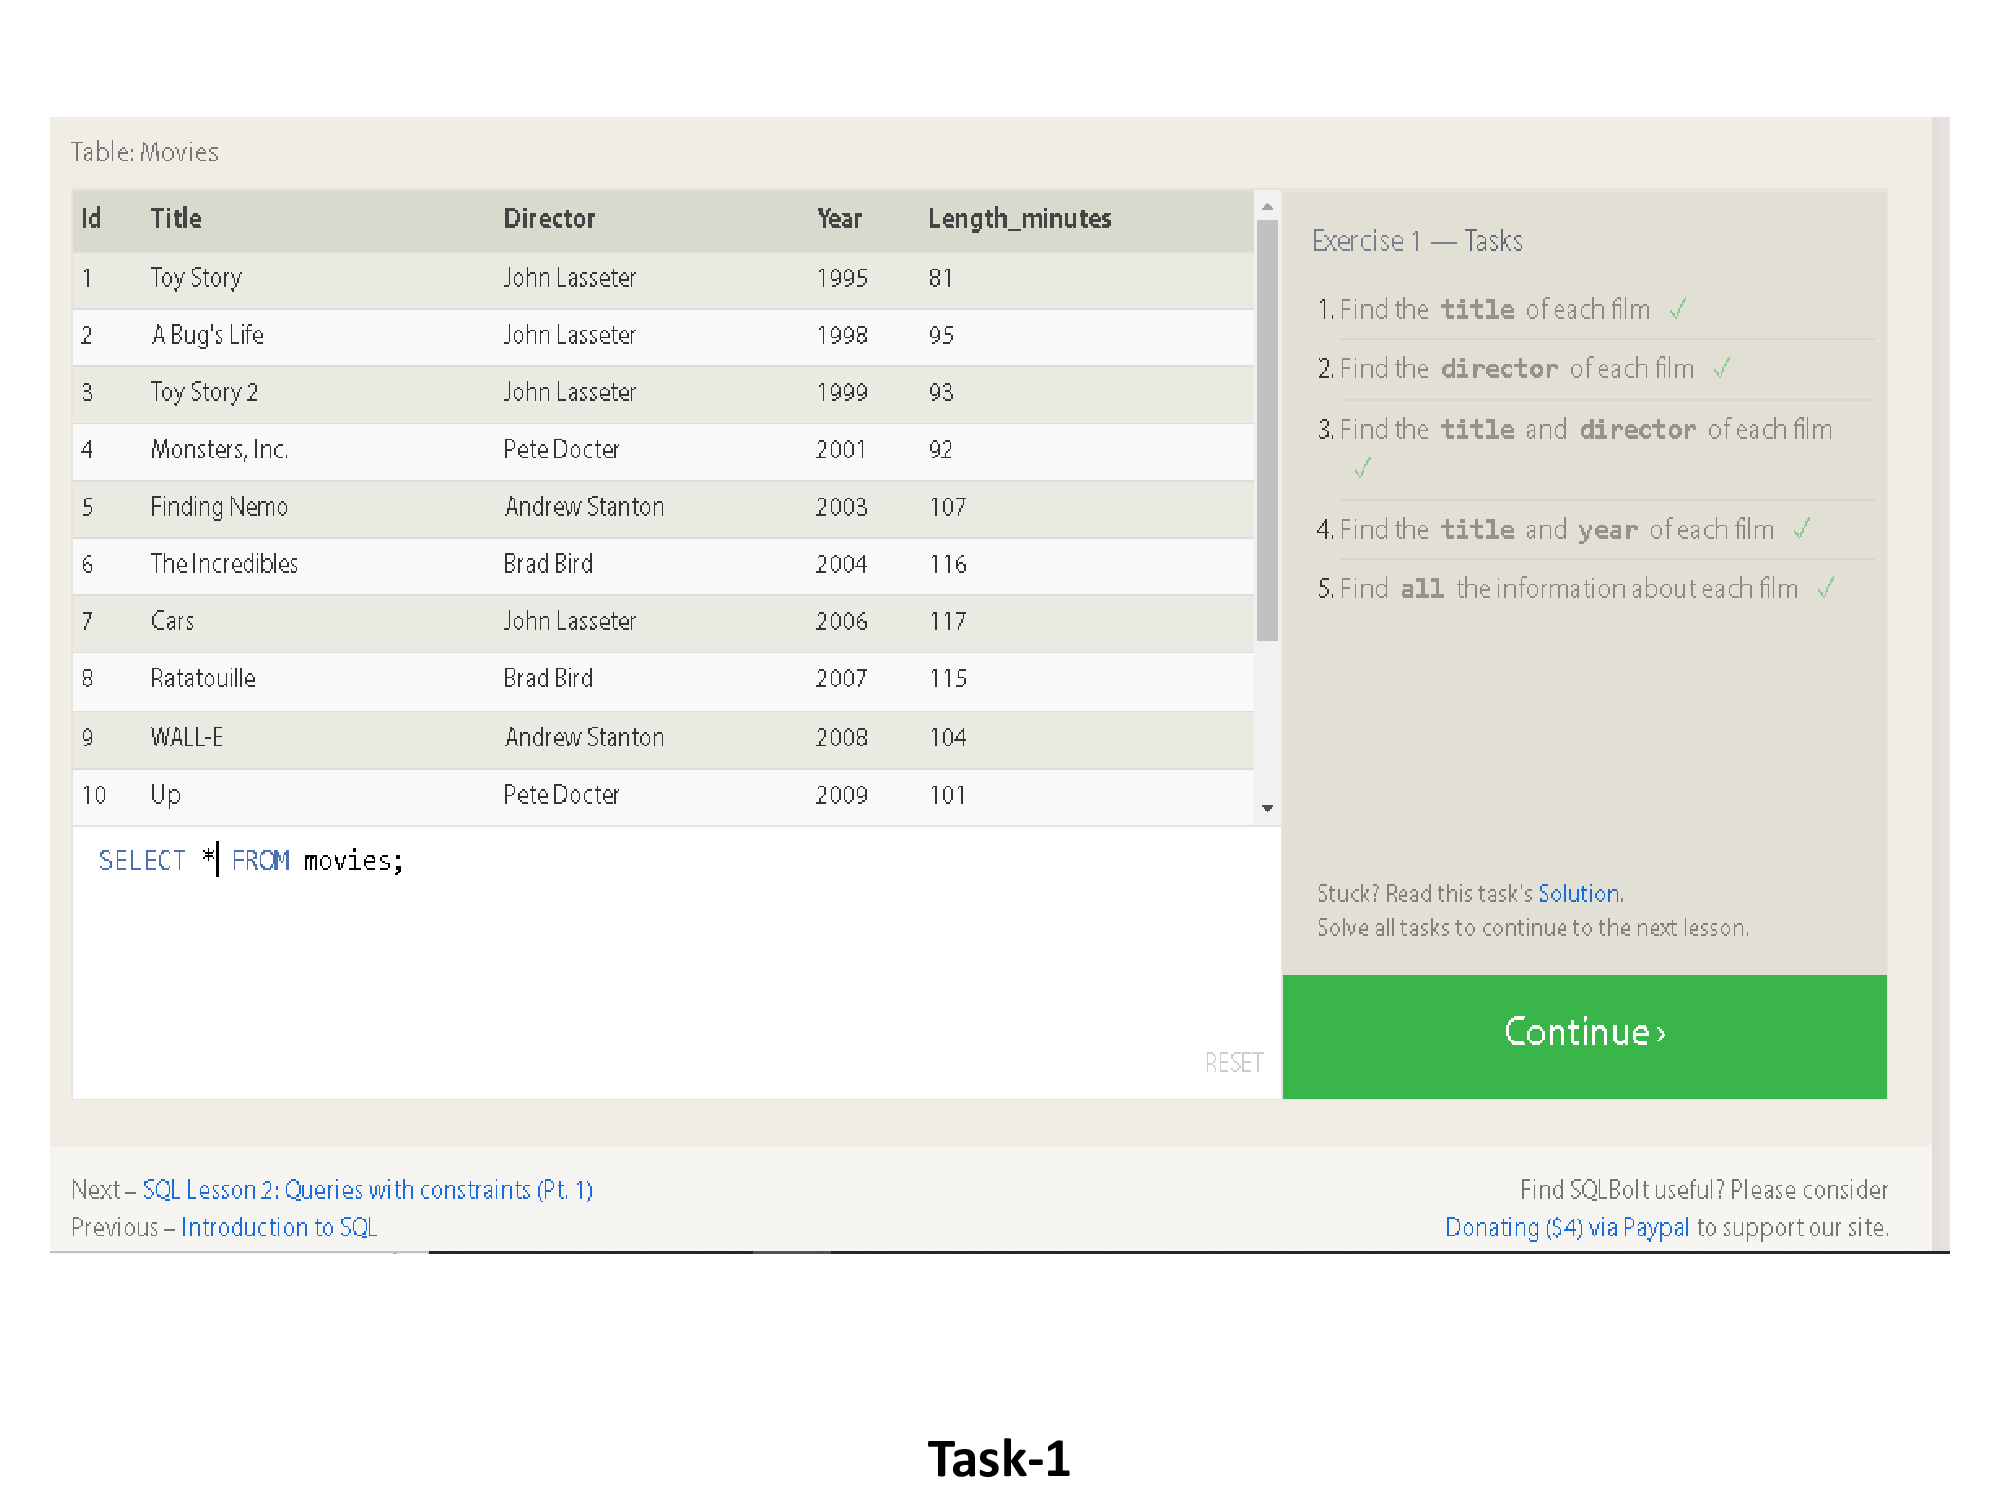 Table: Movies
Id Title Director Year Length_minutes
1 Toy Story John Lasseter 1995 81
2 A Bug's Life John Lasseter 1998 95
3 Toy Story 2 John Lasseter 1999 93
4 Monsters, Inc. Pete Docter 2001 92
5 Finding Nemo Andrew Stanton 2003 107
6 The Incredibles Brad Bird 2004 116
7 Cars John Lasseter 2006 117
8 Ratatouille Brad Bird 2007 115
9 WALL-E Andrew Stanton 2008 104
10 Up Pete Docter 2009 101
SELECT * FROM movies;
RESET
Exercise 1 — Tasks
1. Find the title of each film ✓
2. Find the director of each film ✓
3. Find the title and director of each film
✓
4. Find the title and year of each film ✓
5. Find all the information about each film ✓
Stuck? Read this task's Solution.
Solve all tasks to continue to the next lesson.
Continue ›
Next – SQL Lesson 2: Queries with constraints (Pt. 1)
Previous – Introduction to SQL
Find SQLBolt useful? Please consider
Donating ($4) via Paypal to support our site.
Task-1